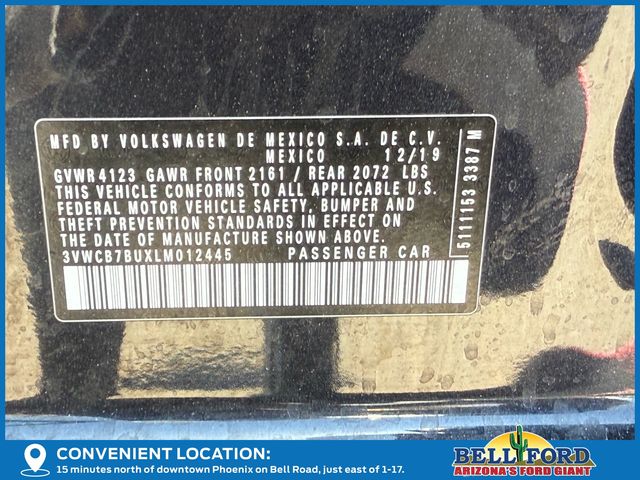 MFD BY VOLKSWAGEN DE MEXICO S.A. DE C.V.
MEXICO 12/19
GVWR 4123 GAWR FRONT 2161 / REAR 2072 LBS
THIS VEHICLE CONFORMS TO ALL APPLICABLE U.S.
FEDERAL MOTOR VEHICLE SAFETY, BUMPER AND
THEFT PREVENTION STANDARDS IN EFFECT ON
THE DATE OF MANUFACTURE SHOWN ABOVE.
3VWCB7BUXLM012445 PASSENGER CAR
5111153 3387 M
CONVENIENT LOCATION:
15 minutes north of downtown Phoenix on Bell Road, just east of 1-17.
BELL FORD
ARIZONA'S FORD GIANT